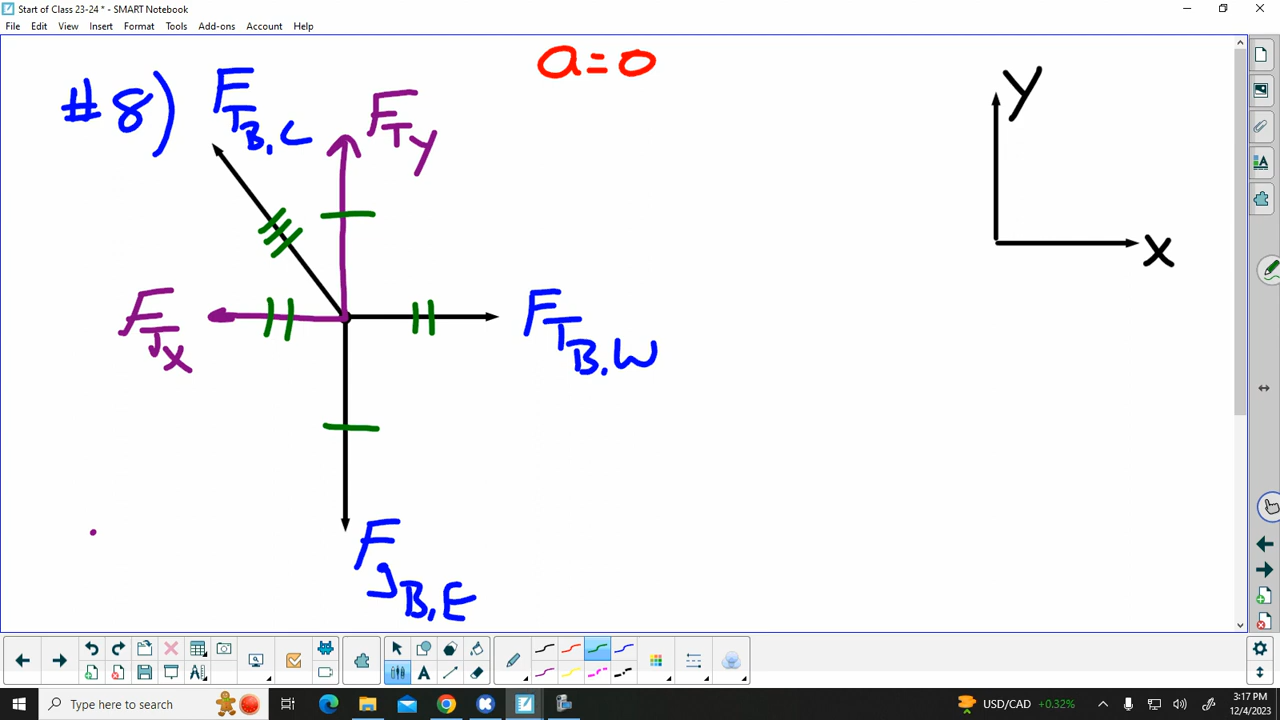 Start of Class 23-24 * - SMART Notebook
File Edit View Insert Format Tools Add-ons Account Help
a=0
#8)
F T B,C
F T y
y
x
F T x
F T B,W
F g B,E
A
A
Type here to search
USD/CAD +0.32%
3:17 PM
12/4/2023